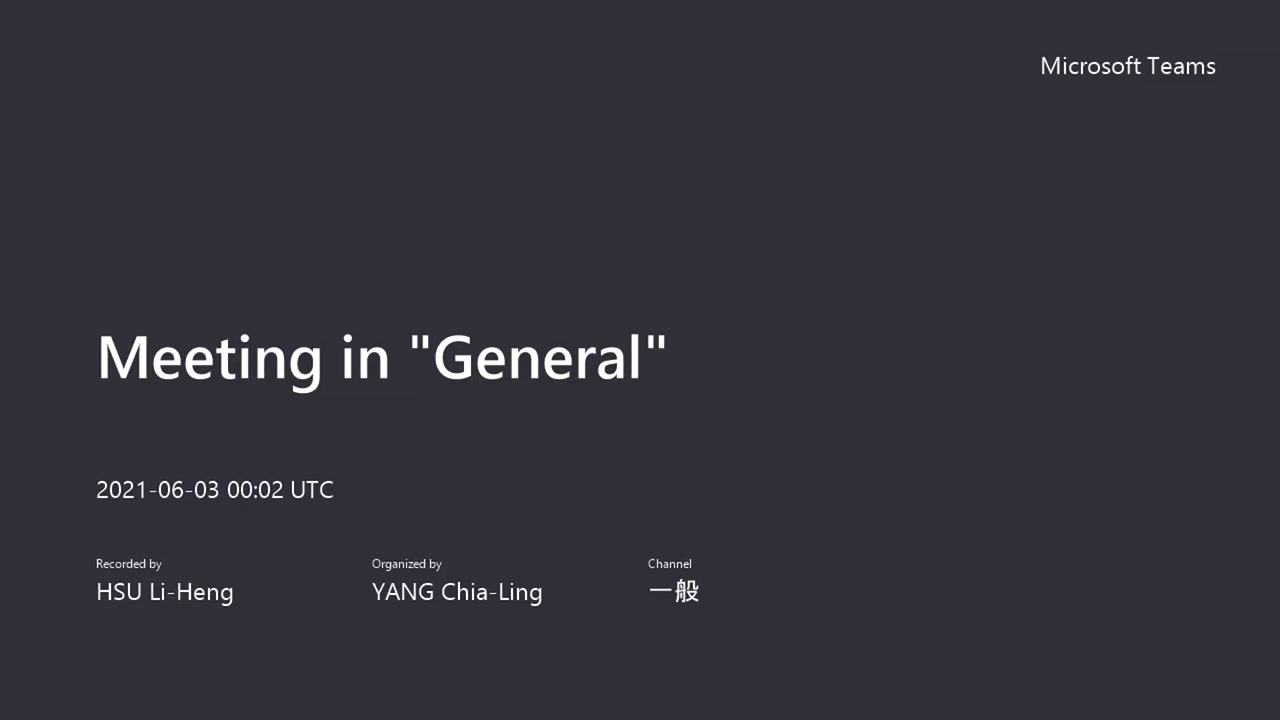 Microsoft Teams
Meeting in "General"
2021-06-03 00:02 UTC
Recorded by
HSU Li-Heng
Organized by
YANG Chia-Ling
Channel
一般